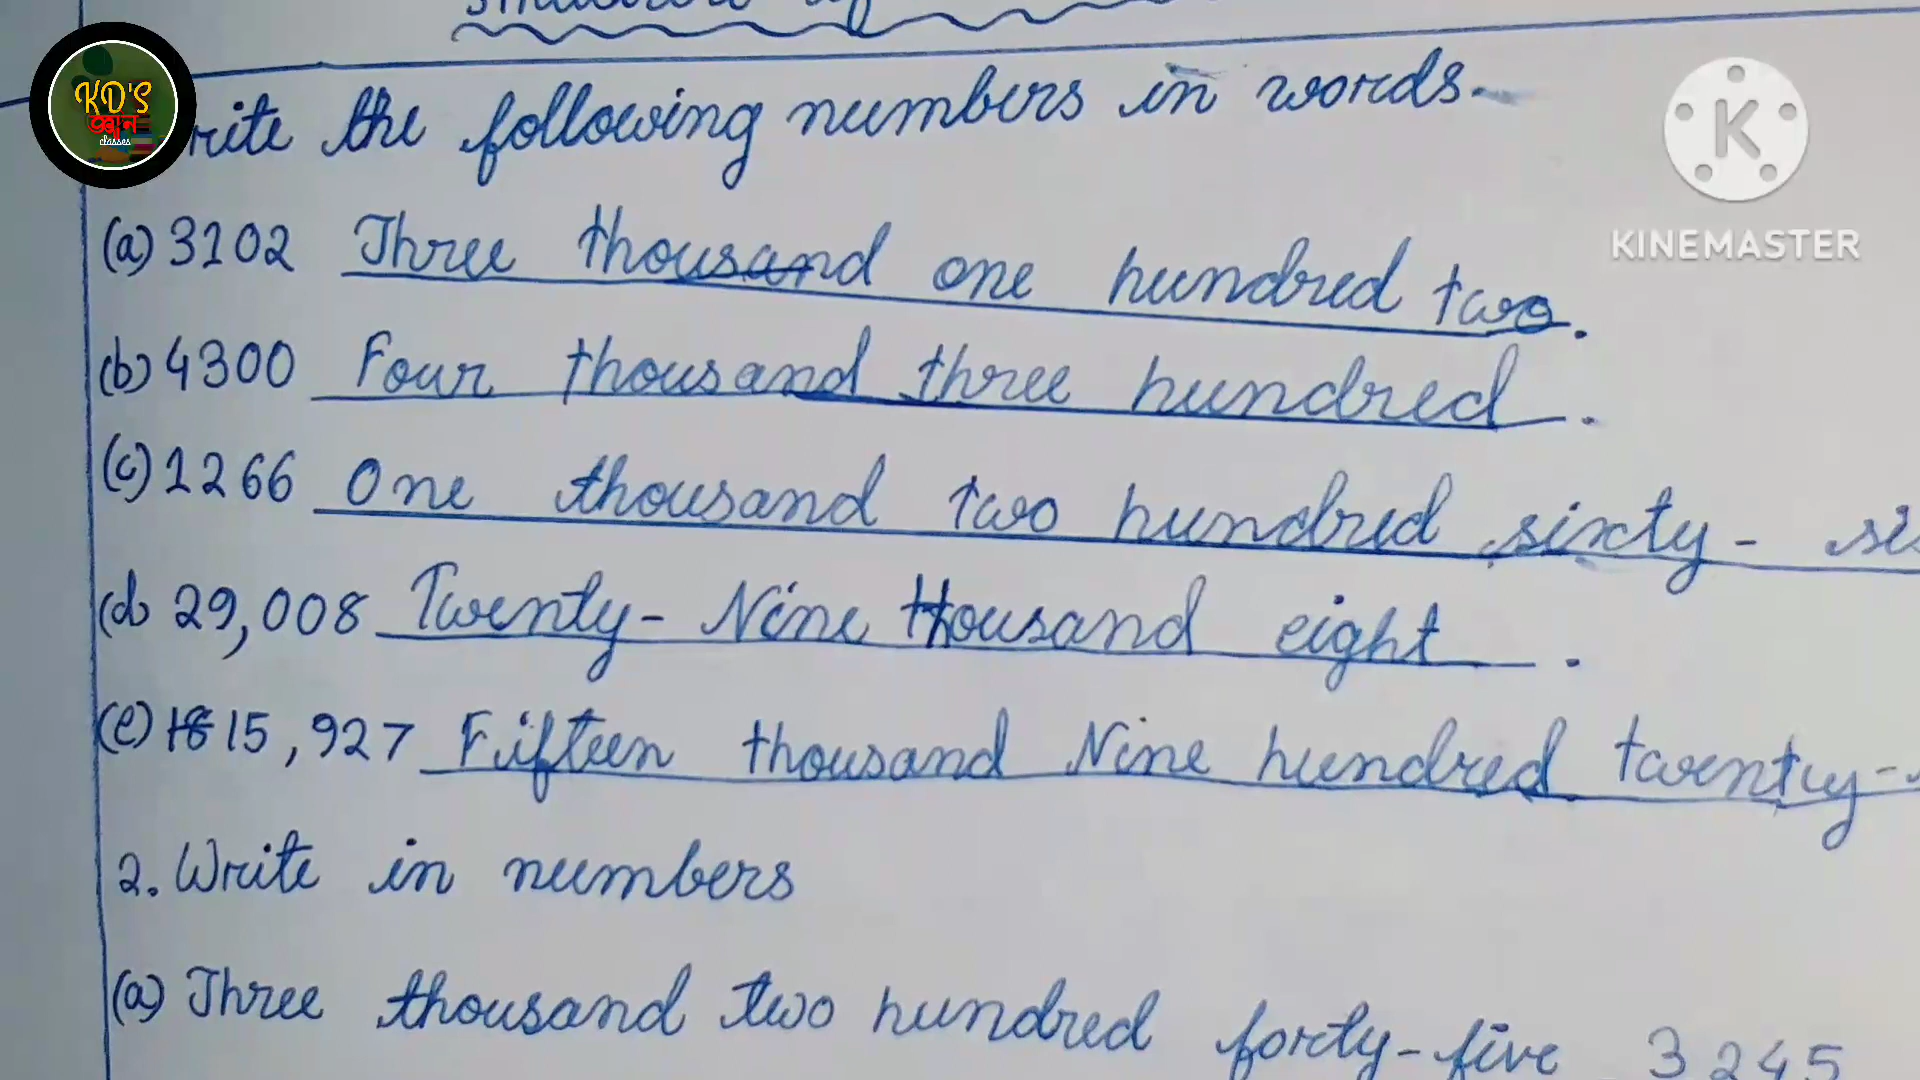 KD'S
জ্ঞান
classes
rite the following numbers in words.
KINEMASTER
(a) 3102 Three thousand one hundred two.
(b) 4300 Four thousand three hundred.
(c) 1266 One thousand two hundred sixty-
(d) 29,008 Twenty-Nine thousand eight.
(e) 15,927 Fifteen thousand Nine hundred twenty-
2. Write in numbers
(a) Three thousand two hundred forty-five 3245